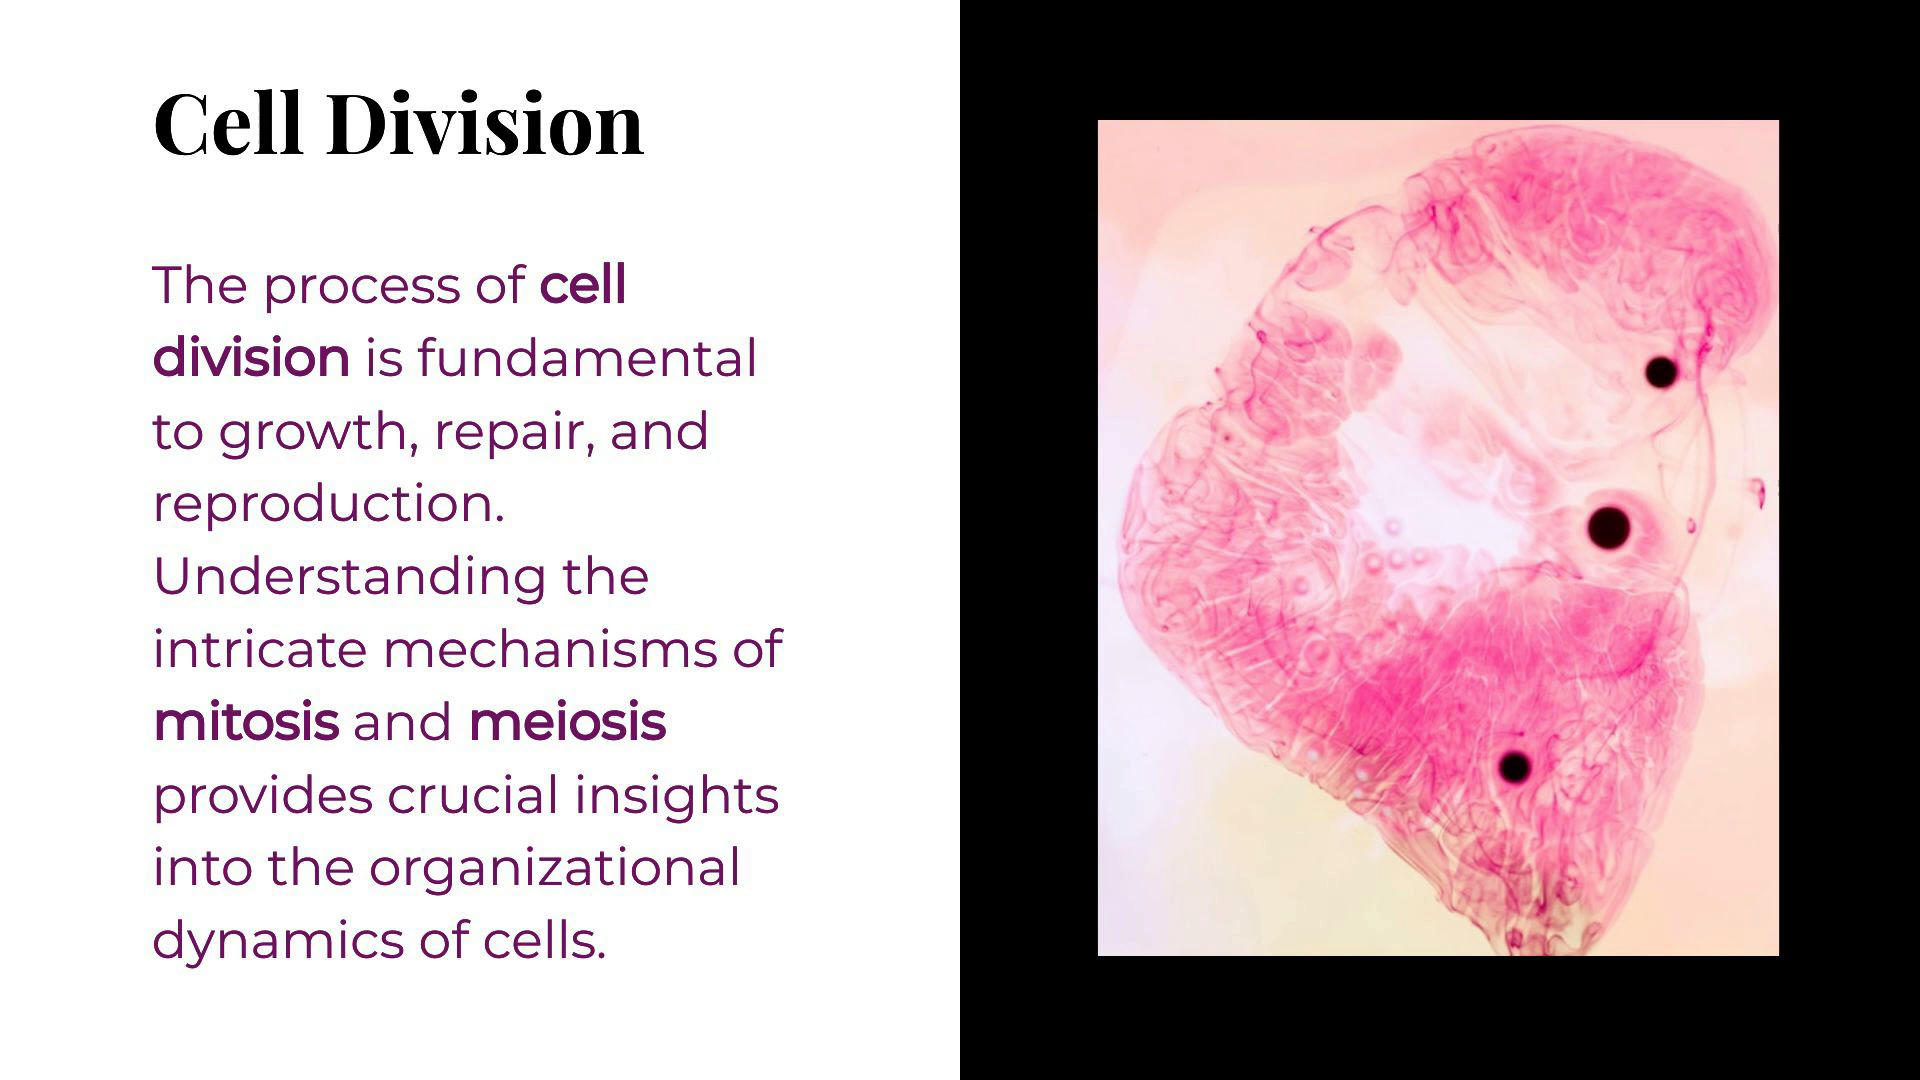 Cell Division
The process of cell
division is fundamental
to growth, repair, and
reproduction.
Understanding the
intricate mechanisms of
mitosis and meiosis
provides crucial insights
into the organizational
dynamics of cells.